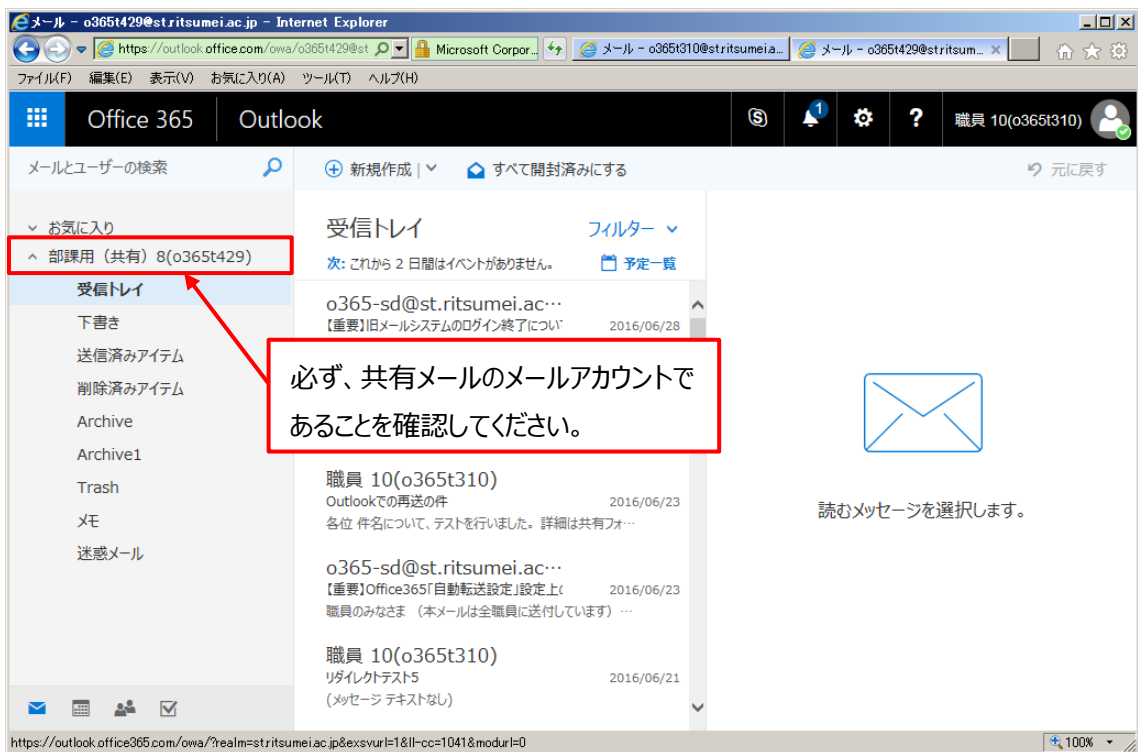 メール - o365t429@st.ritsumei.ac.jp - Internet Explorer
https://outlook.office.com/owa/o365t429@st
Microsoft Corpor...
メール - o365t310@st.ritsumei.a...
メール - o365t429@st.ritsum...
ファイル(F) 編集(E) 表示(V) お気に入り(A) ツール(T) ヘルプ(H)
Office 365 Outlook
1
職員 10(o365t310)
メールとユーザーの検索
新規作成
すべて開封済みにする
元に戻す
お気に入り
部課用（共有）8(o365t429)
受信トレイ
下書き
送信済みアイテム
削除済みアイテム
Archive
Archive1
Trash
メモ
迷惑メール
受信トレイ
フィルター
次: これから 2 日間はイベントがありません。
予定一覧
o365-sd@st.ritsumei.ac…
【重要】旧メールシステムのログイン終了につい
2016/06/28
必ず、共有メールのメールアカウントで
あることを確認してください。
職員 10(o365t310)
Outlookでの再送の件
2016/06/23
各位 件名について、テストを行いました。詳細は共有フォ…
o365-sd@st.ritsumei.ac…
【重要】Office365「自動転送設定」設定上の
2016/06/23
職員のみなさま （本メールは全職員に送付しています） …
職員 10(o365t310)
リダイレクトテスト5
2016/06/21
(メッセージ テキストなし)
読むメッセージを選択します。
https://outlook.office365.com/owa/?realm=st.ritsumei.ac.jp&exsvurl=1&ll-cc=1041&modurl=0
100%